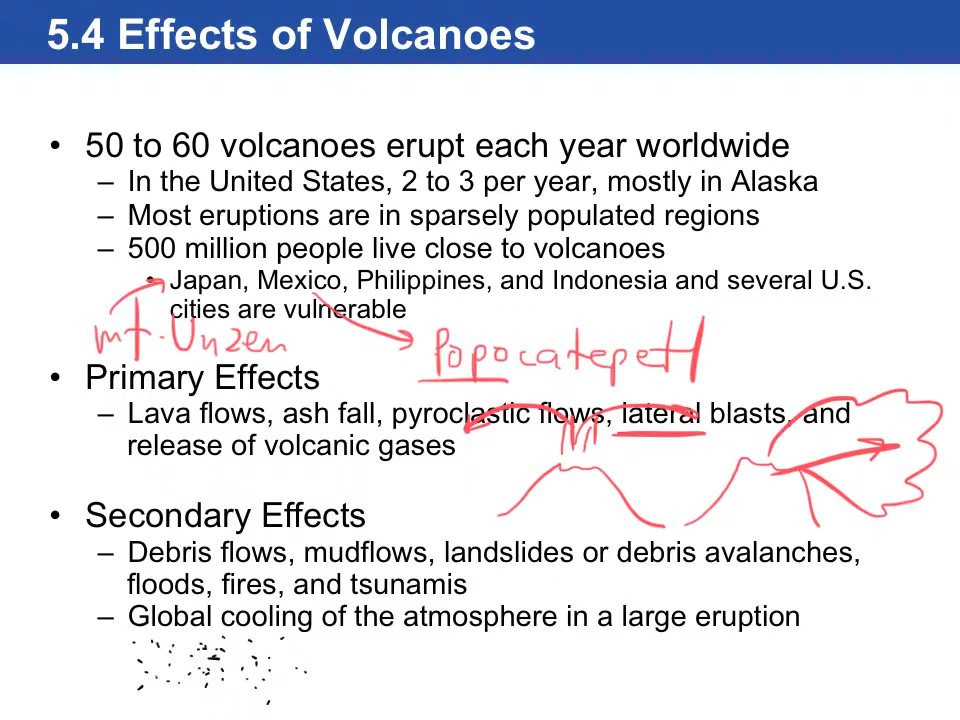 5.4 Effects of Volcanoes
• 50 to 60 volcanoes erupt each year worldwide
– In the United States, 2 to 3 per year, mostly in Alaska
– Most eruptions are in sparsely populated regions
– 500 million people live close to volcanoes
• Japan, Mexico, Philippines, and Indonesia and several U.S.
cities are vulnerable
mt. Unzen
Popocatepetl
• Primary Effects
– Lava flows, ash fall, pyroclastic flows, lateral blasts, and
release of volcanic gases
• Secondary Effects
– Debris flows, mudflows, landslides or debris avalanches,
floods, fires, and tsunamis
– Global cooling of the atmosphere in a large eruption